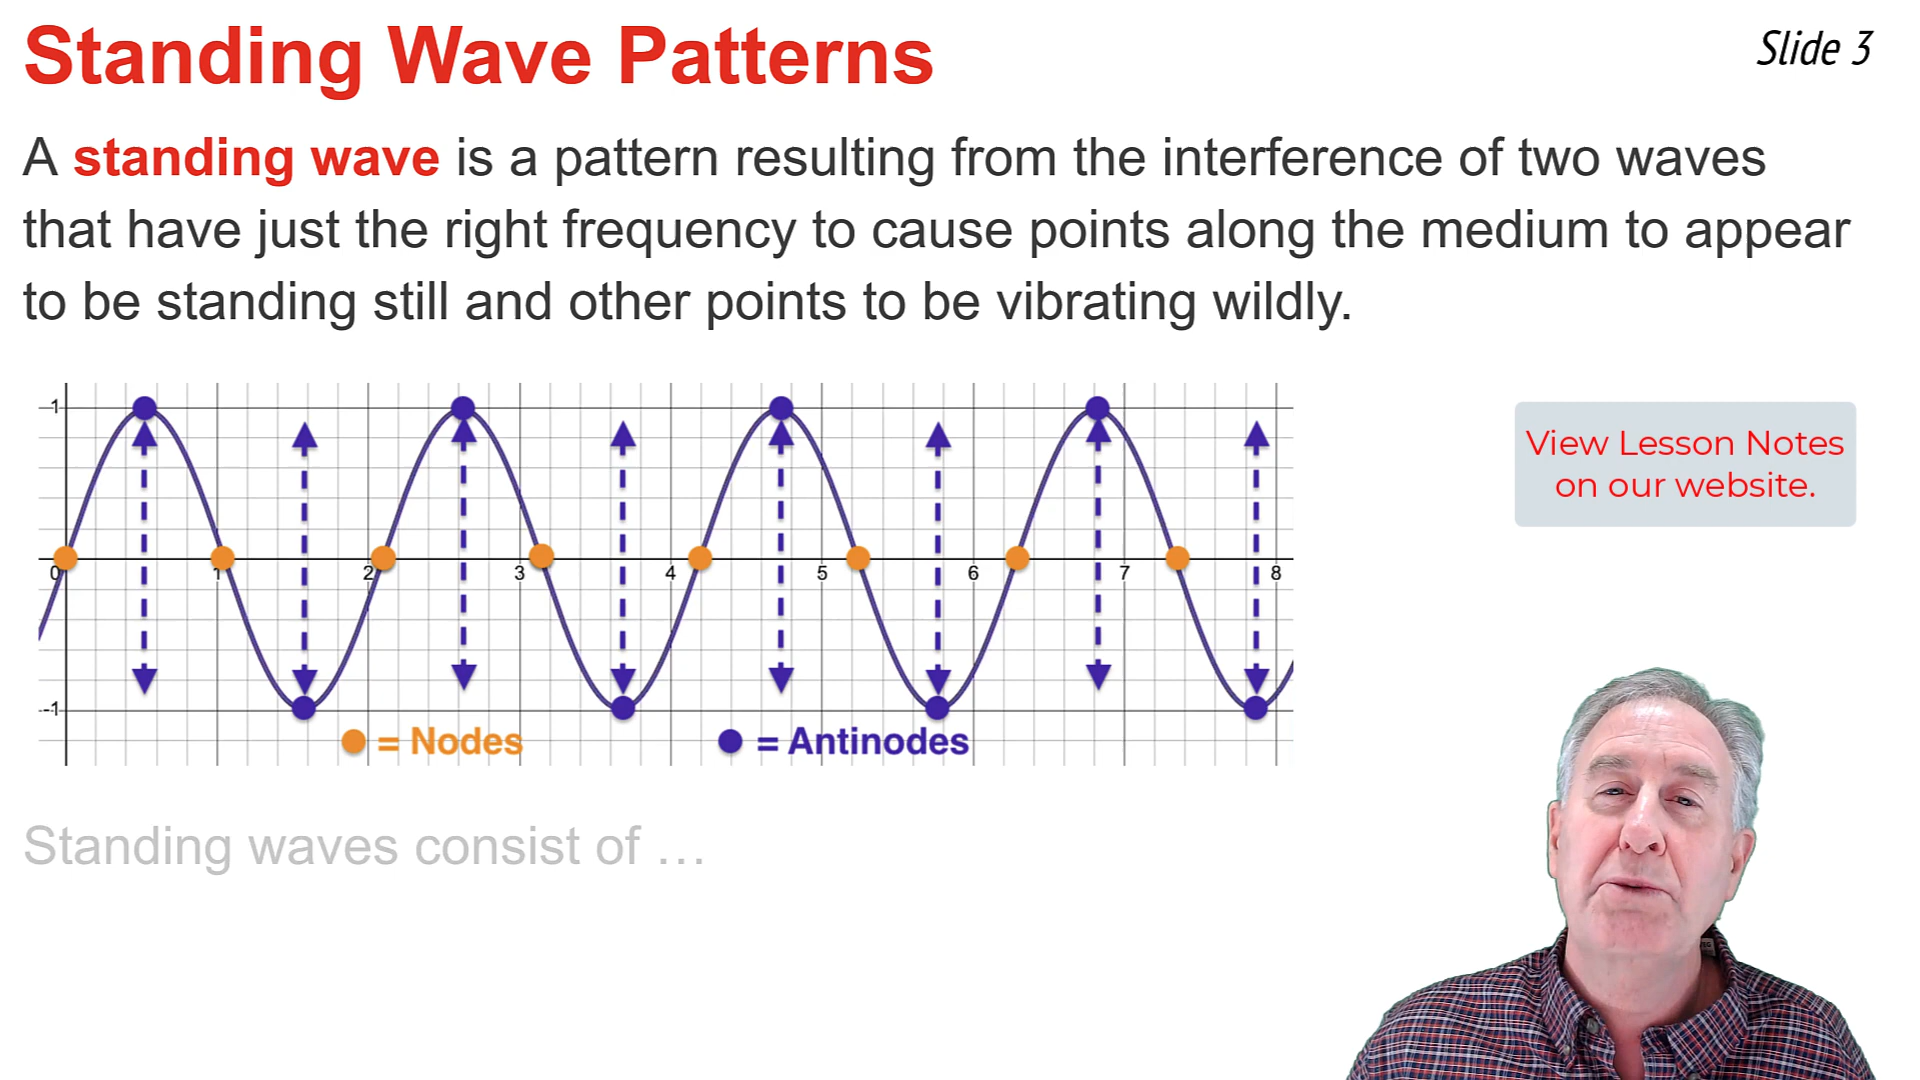 Standing Wave Patterns
Slide 3
A standing wave is a pattern resulting from the interference of two waves
that have just the right frequency to cause points along the medium to appear
to be standing still and other points to be vibrating wildly.
1
0 1 2 3 4 5 6 7 8
-1
= Nodes = Antinodes
View Lesson Notes
on our website.
Standing waves consist of …